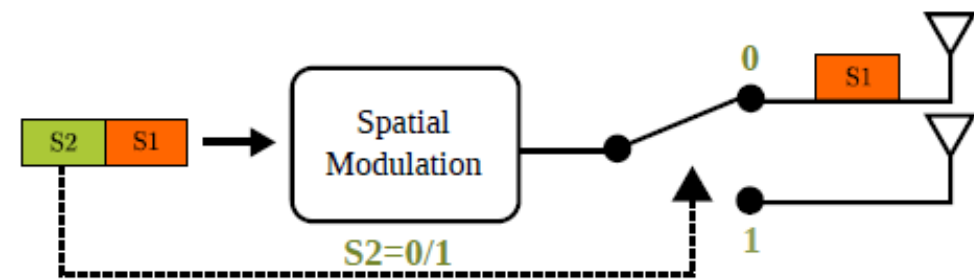 0
S1
S2 S1
Spatial
Modulation
S2=0/1
1